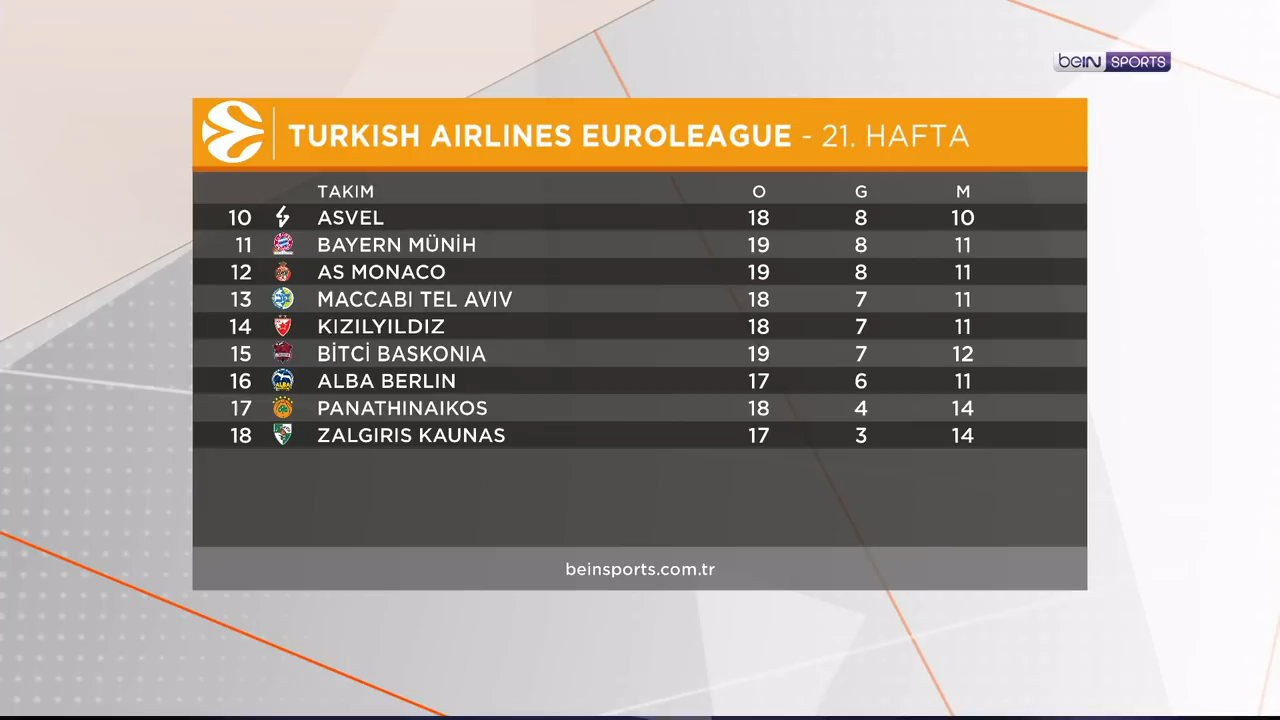 beIN SPORTS
TURKISH AIRLINES EUROLEAGUE - 21. HAFTA
TAKIM O G M
10 ASVEL 18 8 10
11 BAYERN MÜNİH 19 8 11
12 AS MONACO 19 8 11
13 MACCABI TEL AVIV 18 7 11
14 KIZILYILDIZ 18 7 11
15 BİTCİ BASKONIA 19 7 12
16 ALBA BERLIN 17 6 11
17 PANATHINAIKOS 18 4 14
18 ZALGIRIS KAUNAS 17 3 14
beinsports.com.tr